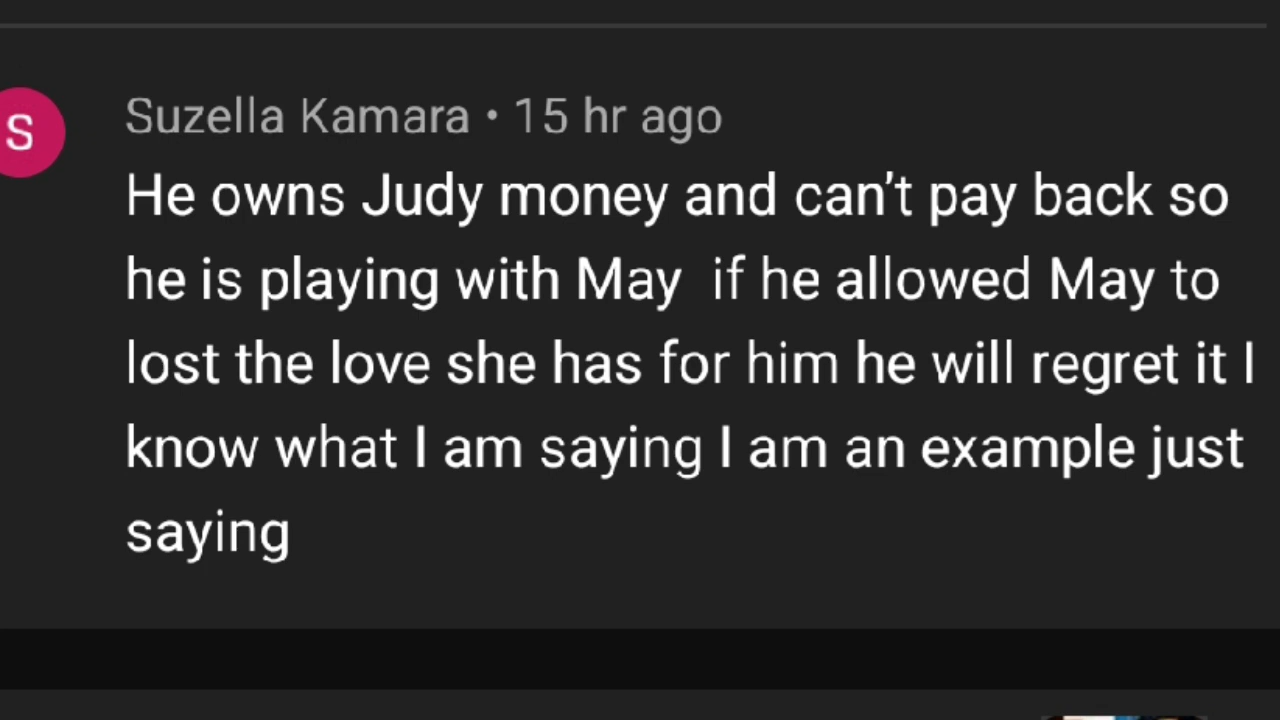 S
Suzella Kamara • 15 hr ago
He owns Judy money and can't pay back so
he is playing with May  if he allowed May to
lost the love she has for him he will regret it I
know what I am saying I am an example just
saying